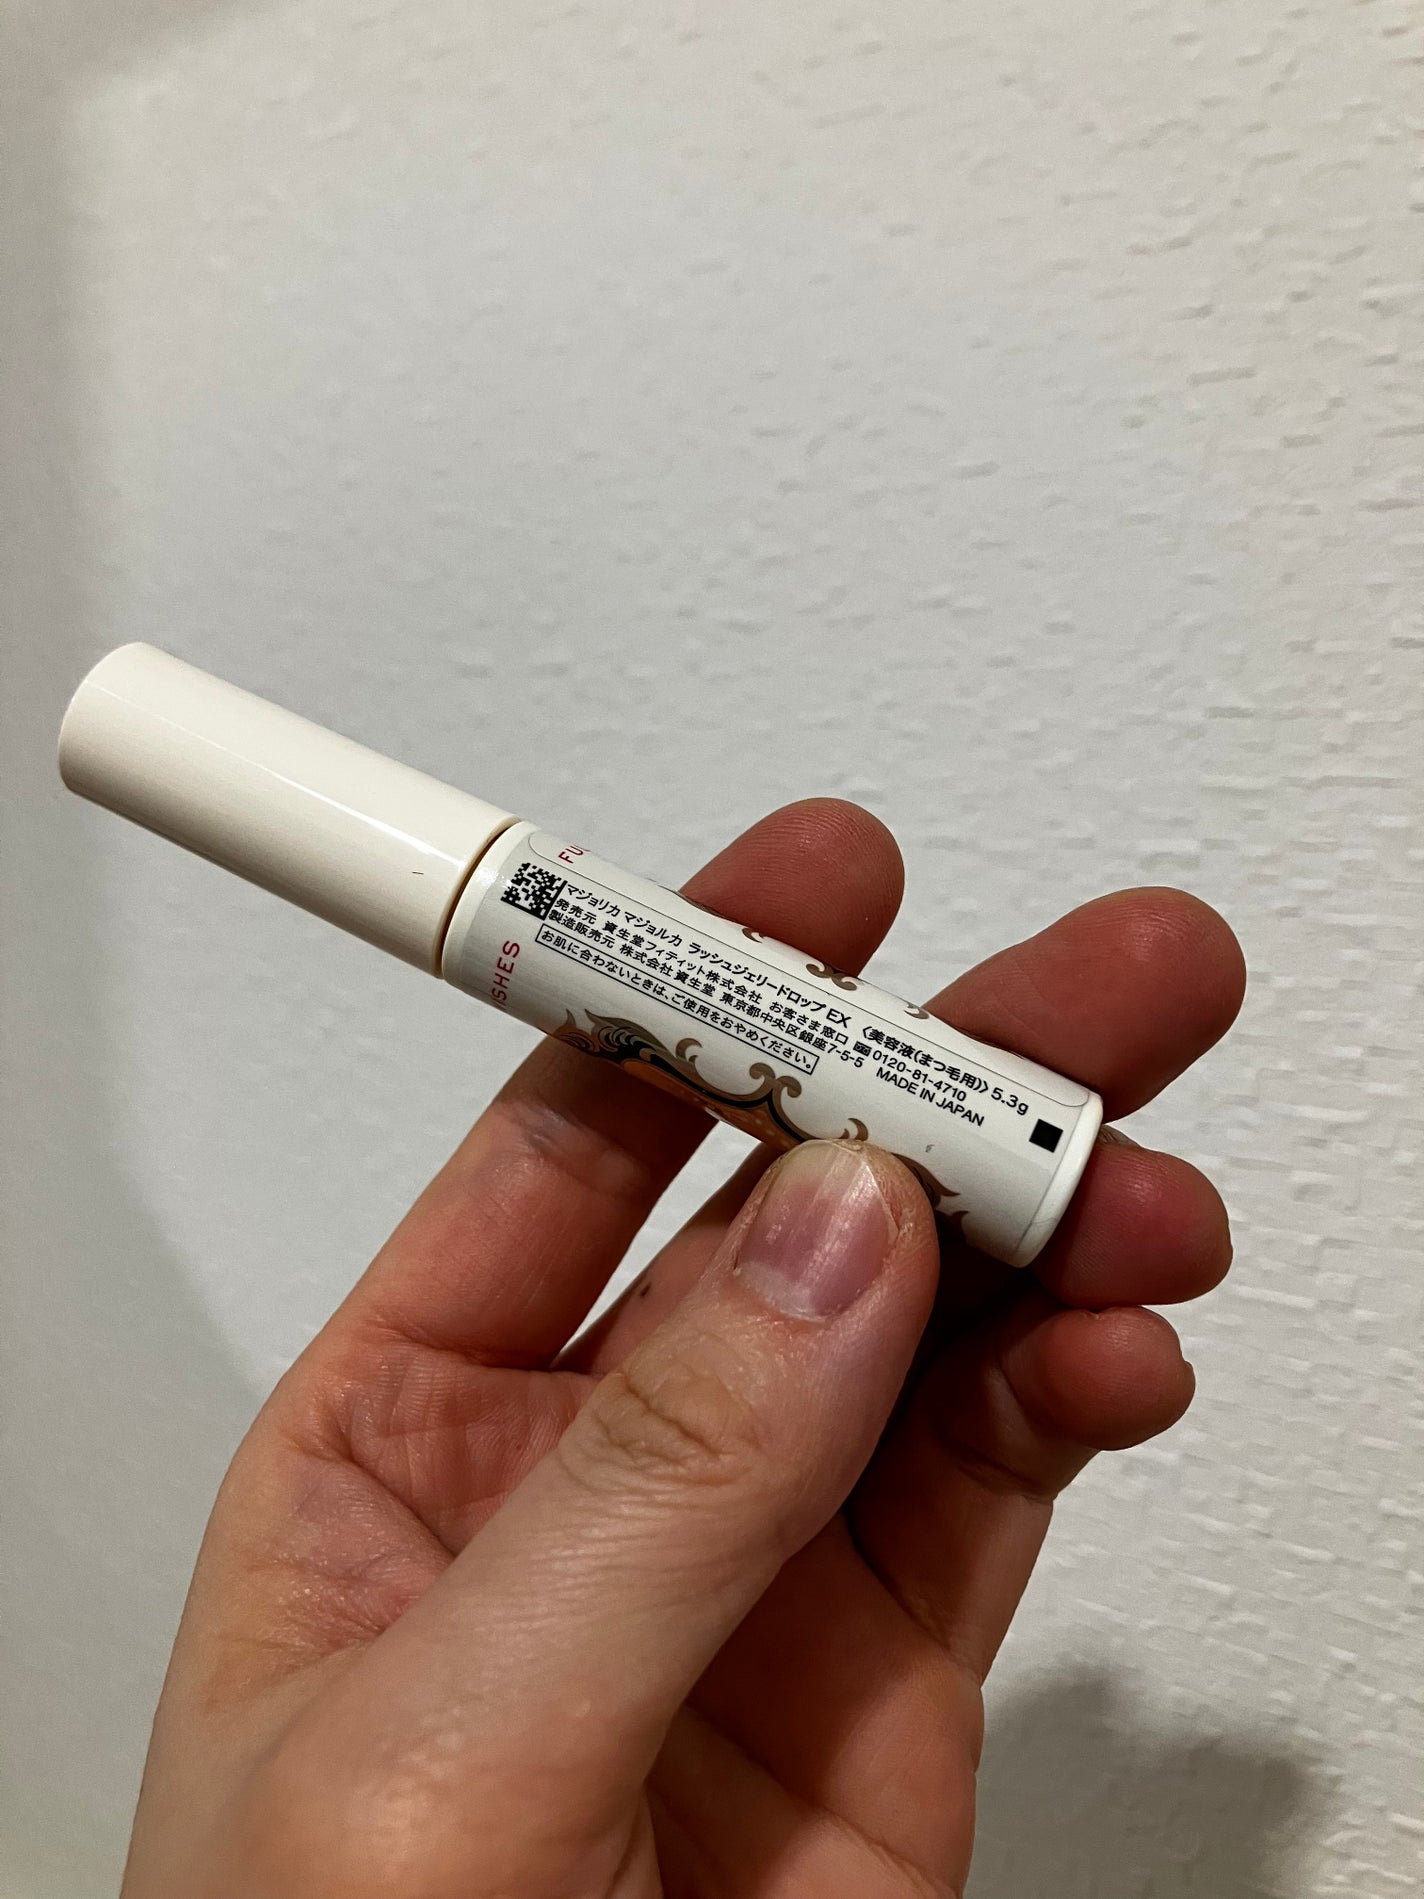 マジョリカ マジョルカ ラッシュジェリードロップ EX 〈美容液(まつ毛用)〉 5.3g
発売元 資生堂フィティット株式会社 お客さま窓口 0120-81-4710
製造販売元 株式会社 資生堂 東京都中央区銀座7-5-5 MADE IN JAPAN
お肌に合わないときは、ご使用をおやめください。